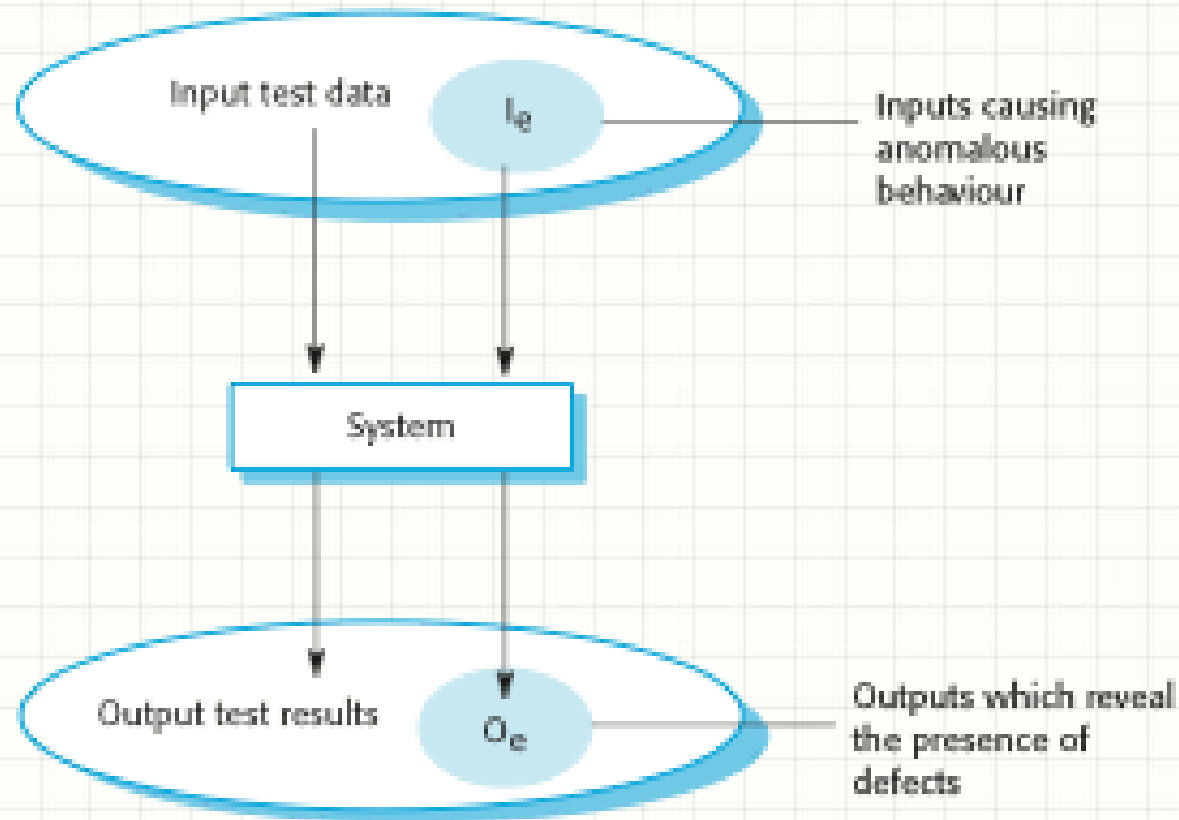 Input test data
Iₑ
Inputs causing
anomalous
behaviour
System
Output test results
Oₑ
Outputs which reveal
the presence of
defects